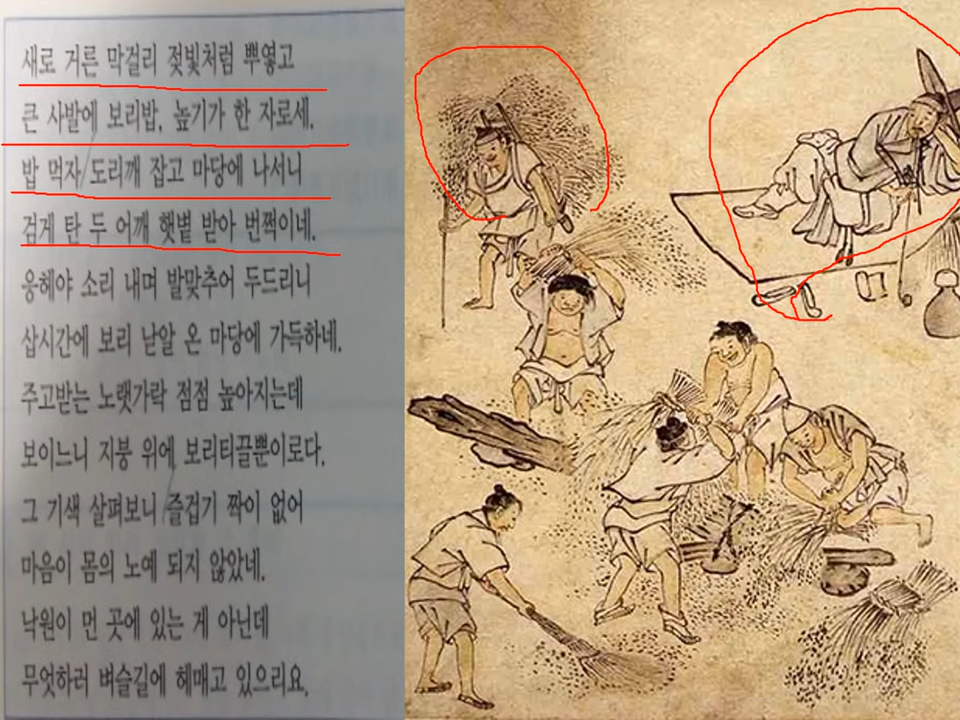 새로 거른 막걸리 젖빛처럼 뿌옇고
큰 사발에 보리밥, 높기가 한 자로세.
밥 먹자 도리깨 잡고 마당에 나서니
검게 탄 두 어깨 햇볕 받아 번쩍이네.
옹헤야 소리 내며 발맞추어 두드리니
삽시간에 보리 낟알 온 마당에 가득하네.
주고받는 노랫가락 점점 높아지는데
보이느니 지붕 위에 보리티끌뿐이로다.
그 기색 살펴보니 즐겁기 짝이 없어
마음이 몸의 노예 되지 않았네.
낙원이 먼 곳에 있는 게 아닌데
무엇하러 벼슬길에 헤매고 있으리요.